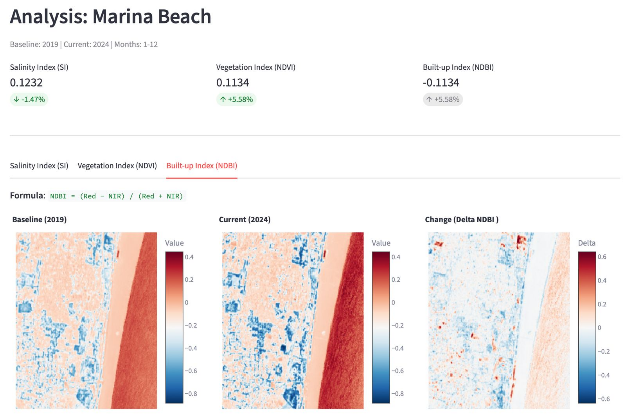 Analysis: Marina Beach
Baseline: 2019 | Current: 2024 | Months: 1-12
Salinity Index (SI) Vegetation Index (NDVI) Built-up Index (NDBI)
0.1232 0.1134 -0.1134
↓ -1.47% ↑ +5.58% ↑ +5.58%
Salinity Index (SI) Vegetation Index (NDVI) Built-up Index (NDBI)
Formula: NDBI = (Red − NIR) / (Red + NIR)
Baseline (2019) Current (2024) Change (Delta NDBI )
Value Value Delta
0.4 0.4 0.6
0.2 0.2 0.4
0 0 0.2
−0.2 −0.2 0
−0.4 −0.4 −0.2
−0.6 −0.6 −0.4
−0.8 −0.8 −0.6